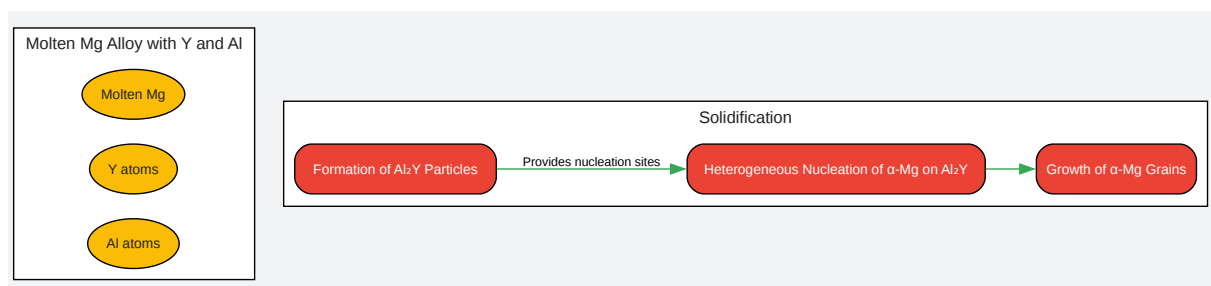 Molten Mg Alloy with Y and Al
Molten Mg
Y atoms
Al atoms
Solidification
Formation of Al₂Y Particles
Provides nucleation sites
Heterogeneous Nucleation of α-Mg on Al₂Y
Growth of α-Mg Grains